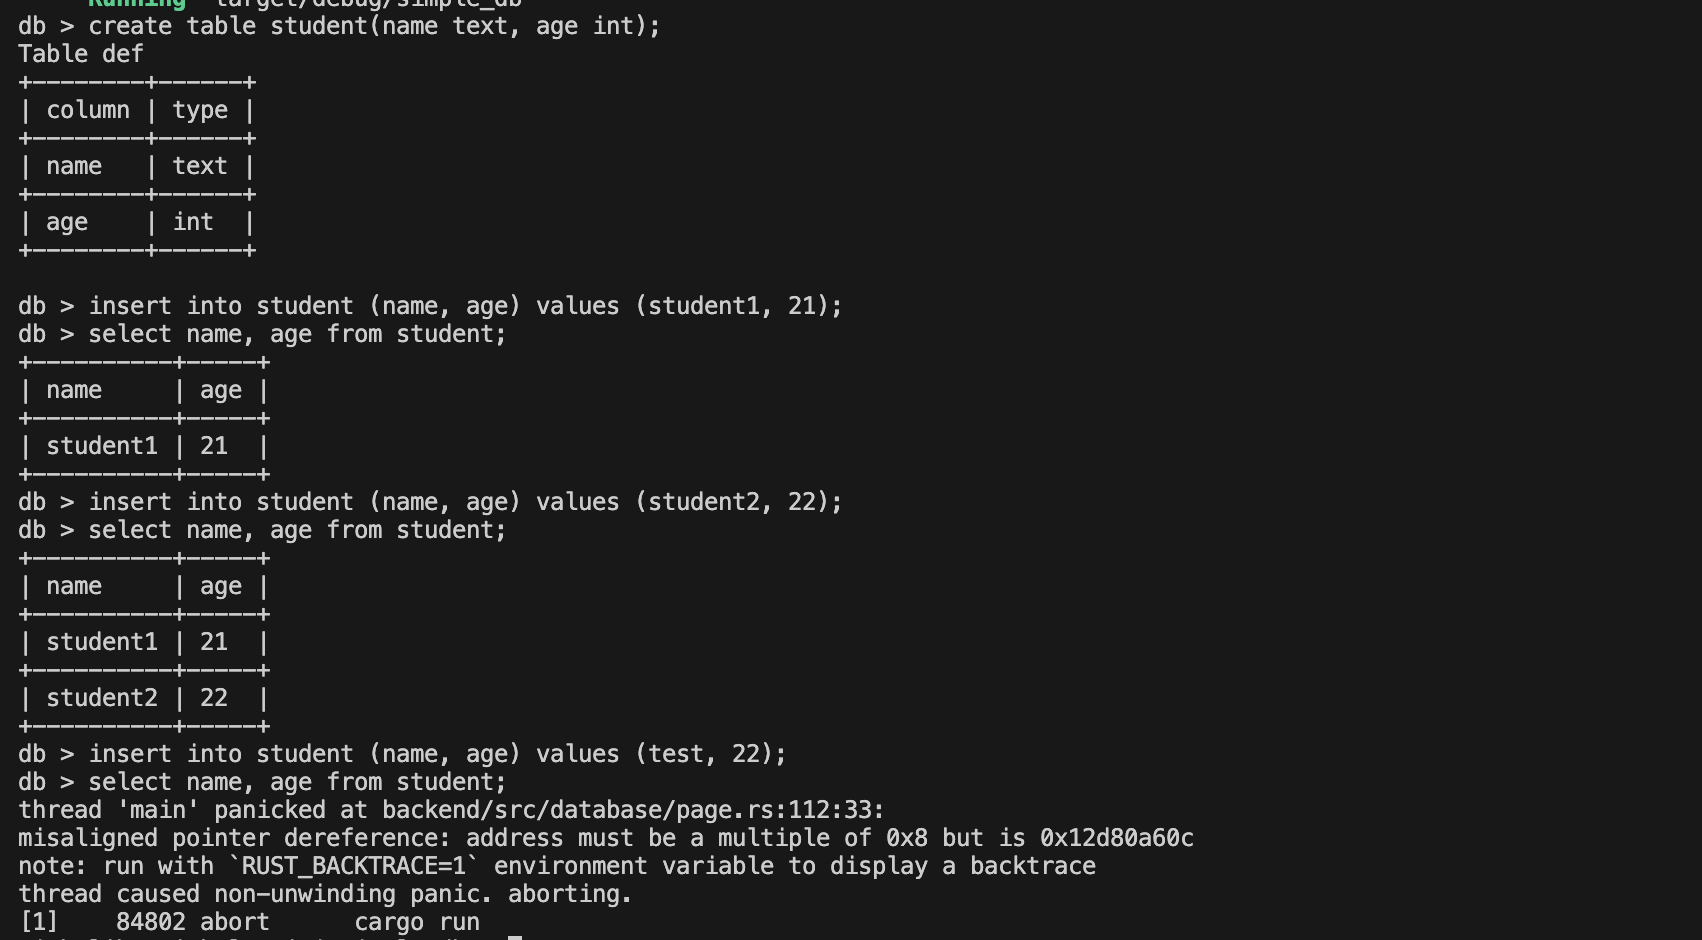 Running `target/debug/simple_db`
db > create table student(name text, age int);
Table def
+--------+------+
| column | type |
+--------+------+
| name   | text |
+--------+------+
| age    | int  |
+--------+------+
db > insert into student (name, age) values (student1, 21);
db > select name, age from student;
+----------+-----+
| name     | age |
+----------+-----+
| student1 | 21  |
+----------+-----+
db > insert into student (name, age) values (student2, 22);
db > select name, age from student;
+----------+-----+
| name     | age |
+----------+-----+
| student1 | 21  |
+----------+-----+
| student2 | 22  |
+----------+-----+
db > insert into student (name, age) values (test, 22);
db > select name, age from student;
thread 'main' panicked at backend/src/database/page.rs:112:33:
misaligned pointer dereference: address must be a multiple of 0x8 but is 0x12d80a60c
note: run with `RUST_BACKTRACE=1` environment variable to display a backtrace
thread caused non-unwinding panic. aborting.
[1]    84802 abort      cargo run